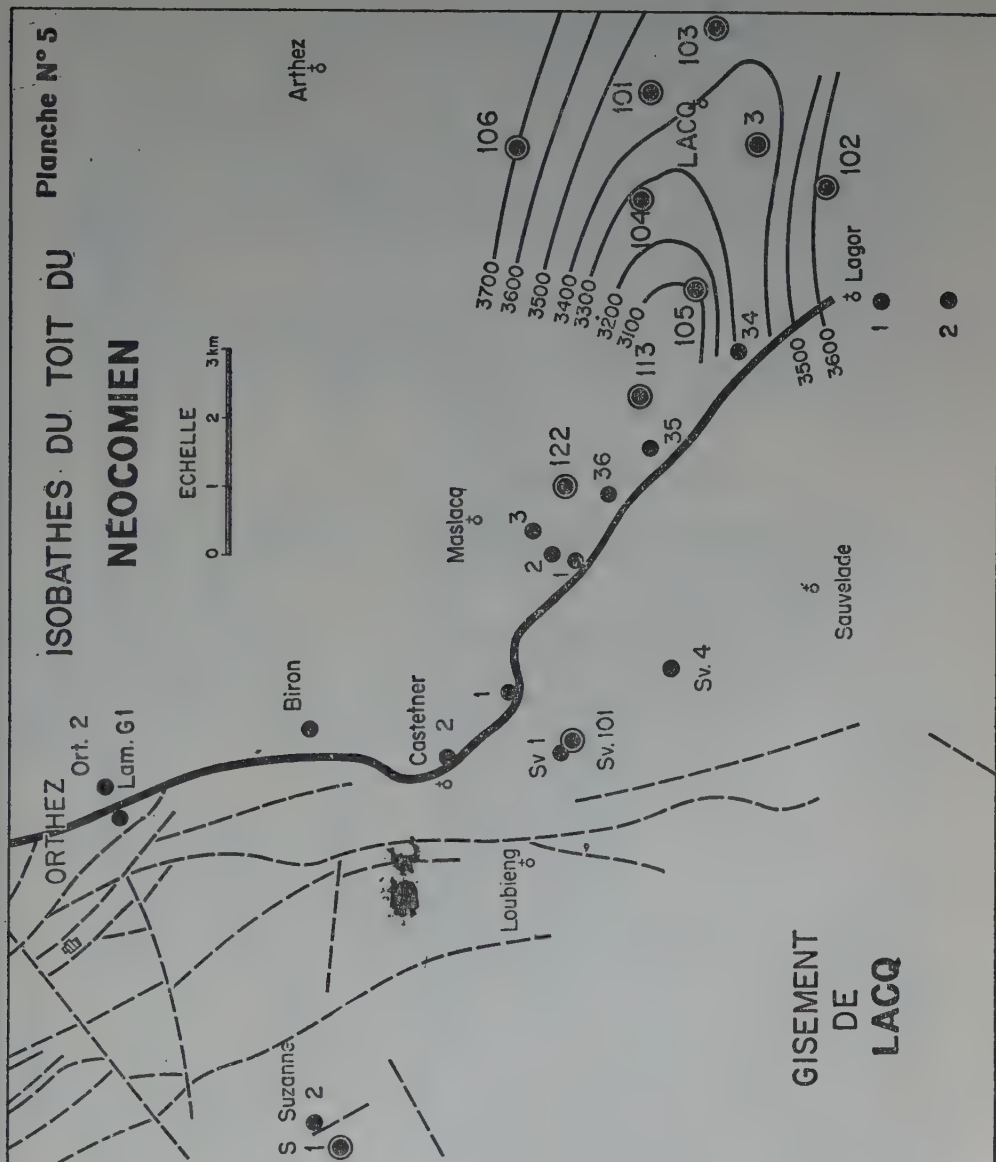 ISOBATHES DU TOIT DU
NÉOCOMIEN
Planche N° 5
ECHELLE
0 1 2 3 km
ORTHEZ
Ort. 2
Lam. G1
Biron
Castetner
2
1
Maslacq
3
2
1
122
36
35
113
34
105
104
106
101
103
3
102
LACQ
Arthez
3700
3600
3500
3400
3300
3200
3100
3500
3600
Lagor
1
2
Sauvelade
Sv. 4
Sv 1
Sv. 101
Loubieng
S Suzanne
1
2
GISEMENT
DE
LACQ